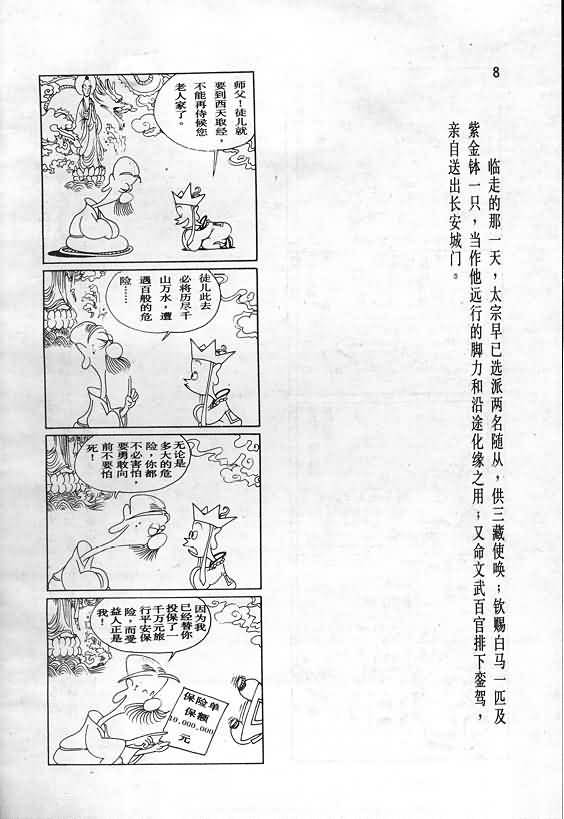 8
临走的那一天，太宗早已选派两名随从，供三藏使唤；钦赐白马一匹及
紫金钵一只，当作他远行的脚力和沿途化缘之用；又命文武百官排下銮驾，
亲自送出长安城门。
师父！徒儿就
要到西天取经，
不能再侍候您
老人家了。
徒儿此去
必将历尽千
山万水，遭
遇百般的危
险……
无论是
多大的危
险，你都
不必害怕，
要勇敢向
前不要怕
死！
因为我
已经替你
投保了一
千万元旅
行平安保
险，而受
益人正是
我！
保险单
保额
10,000,000
元